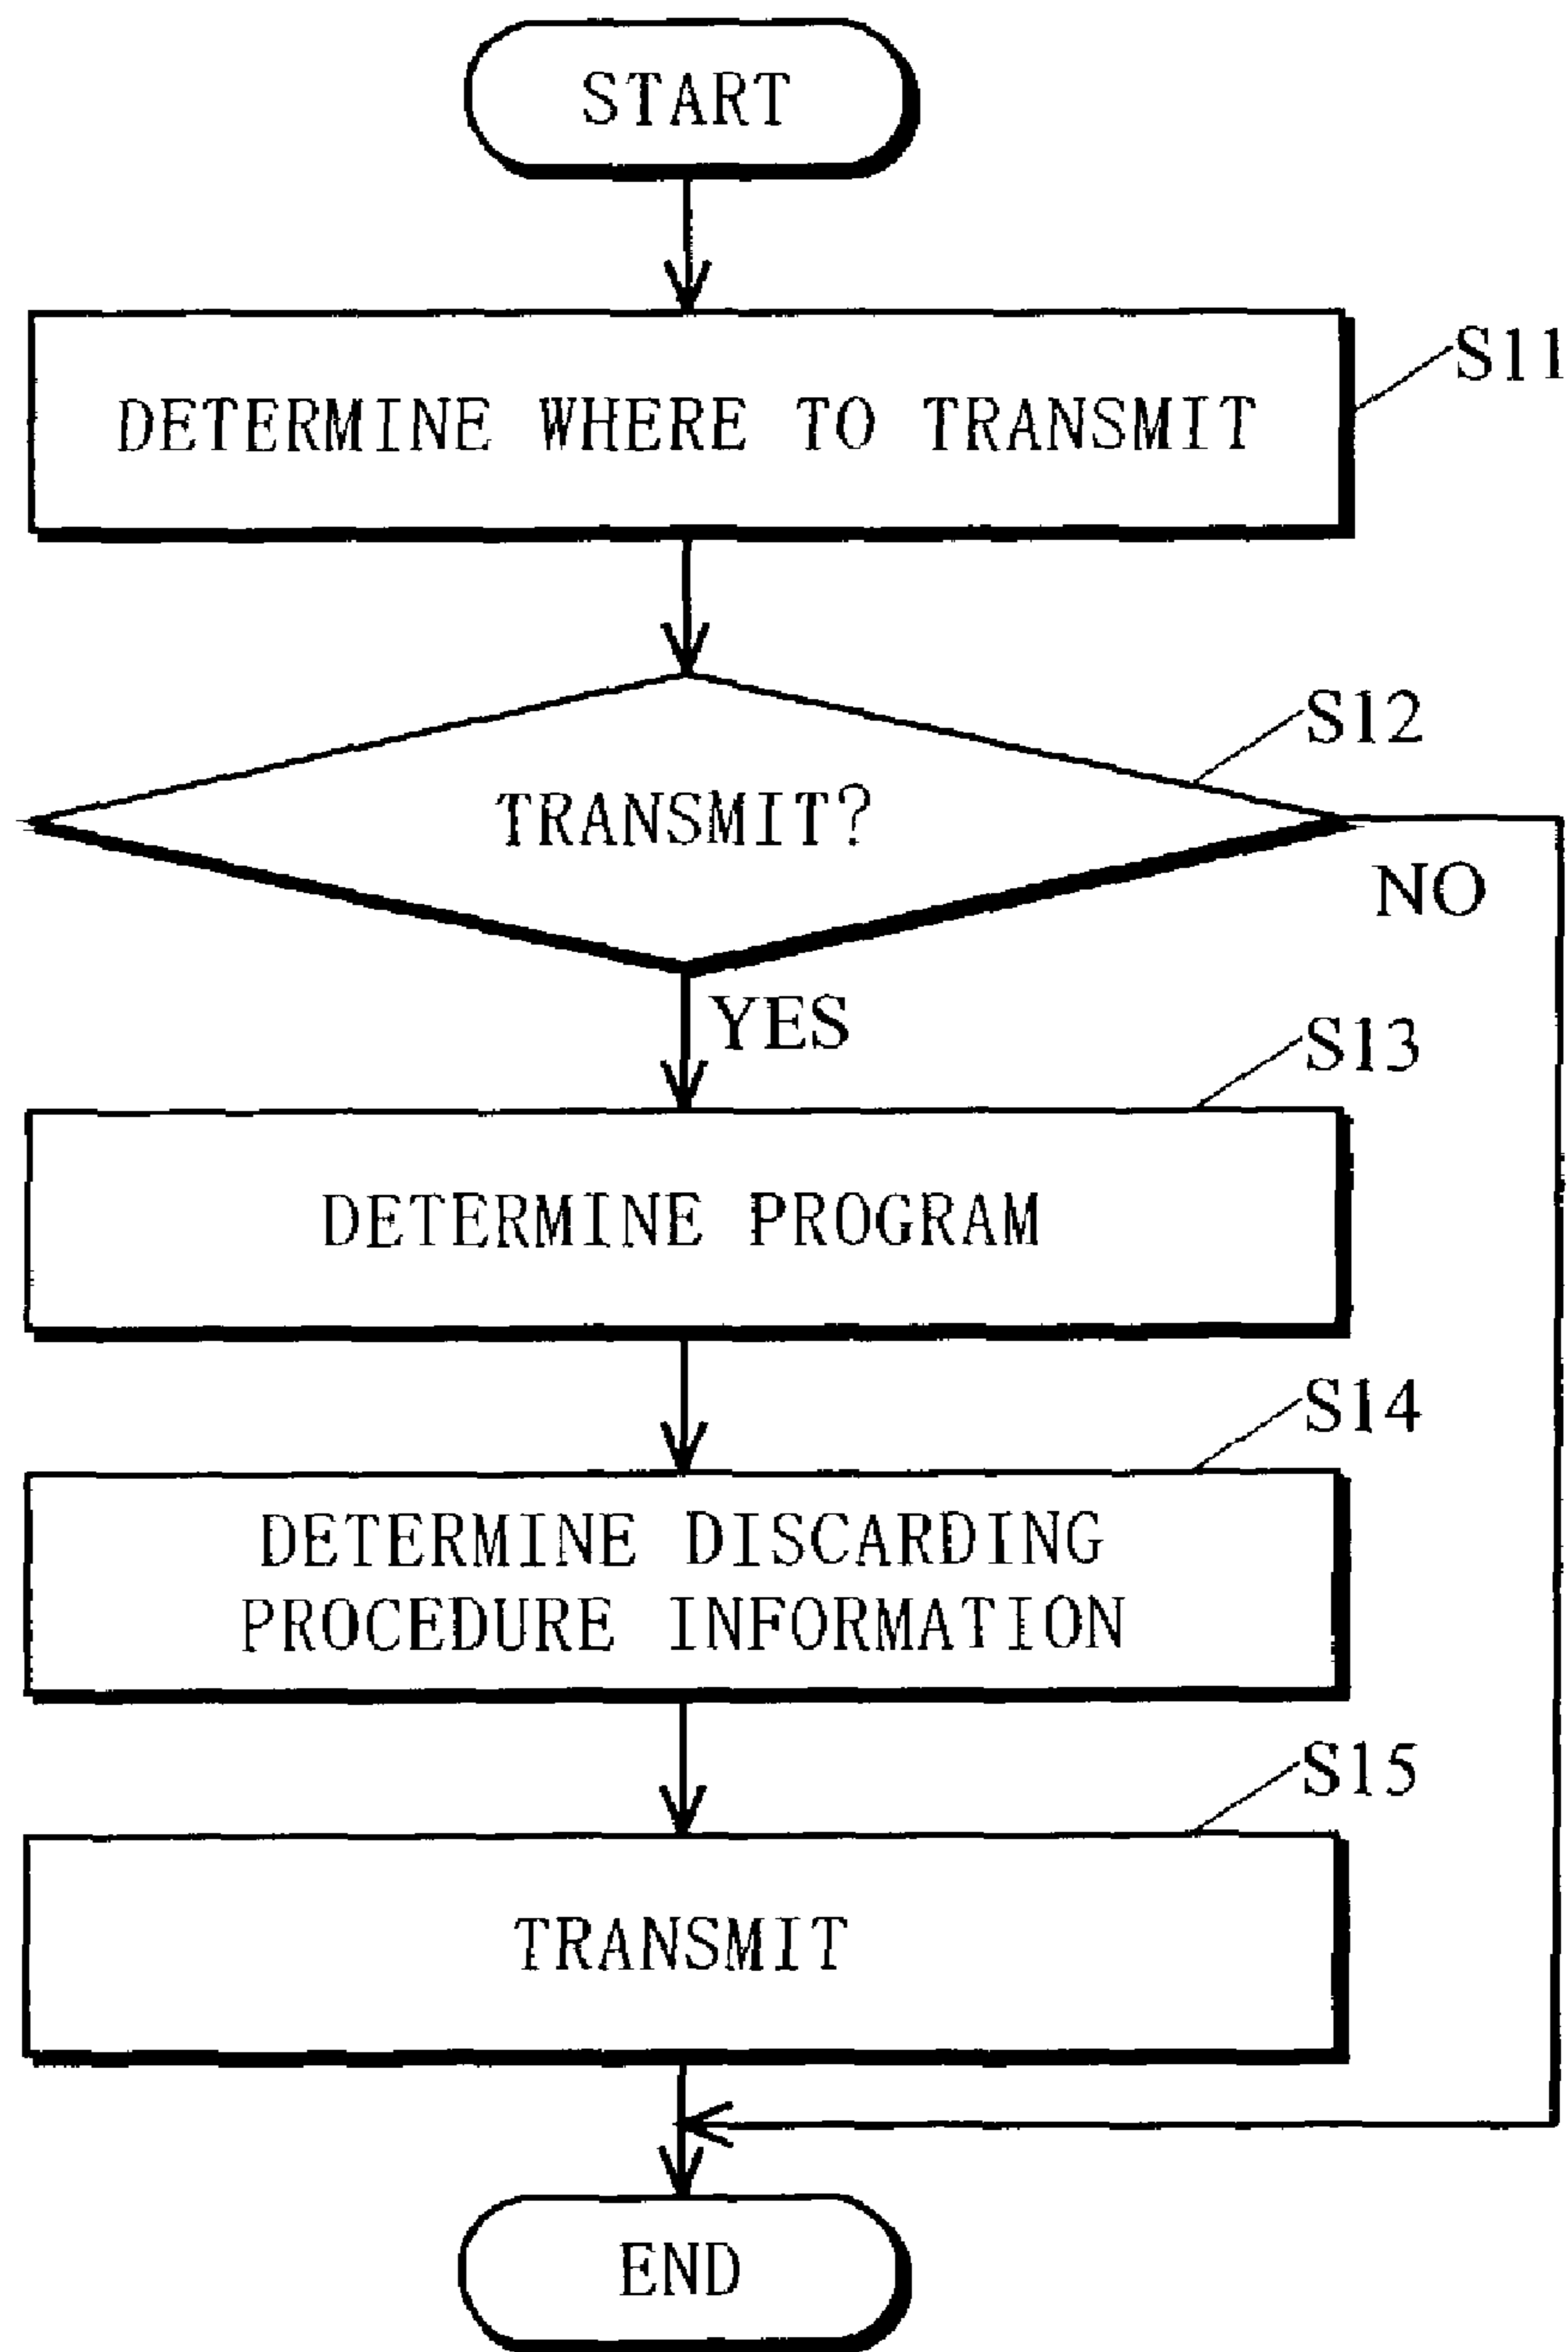 START
DETERMINE WHERE TO TRANSMIT
S11
TRANSMIT?
S12
NO
YES
S13
DETERMINE PROGRAM
S14
DETERMINE DISCARDING
PROCEDURE INFORMATION
S15
TRANSMIT
END